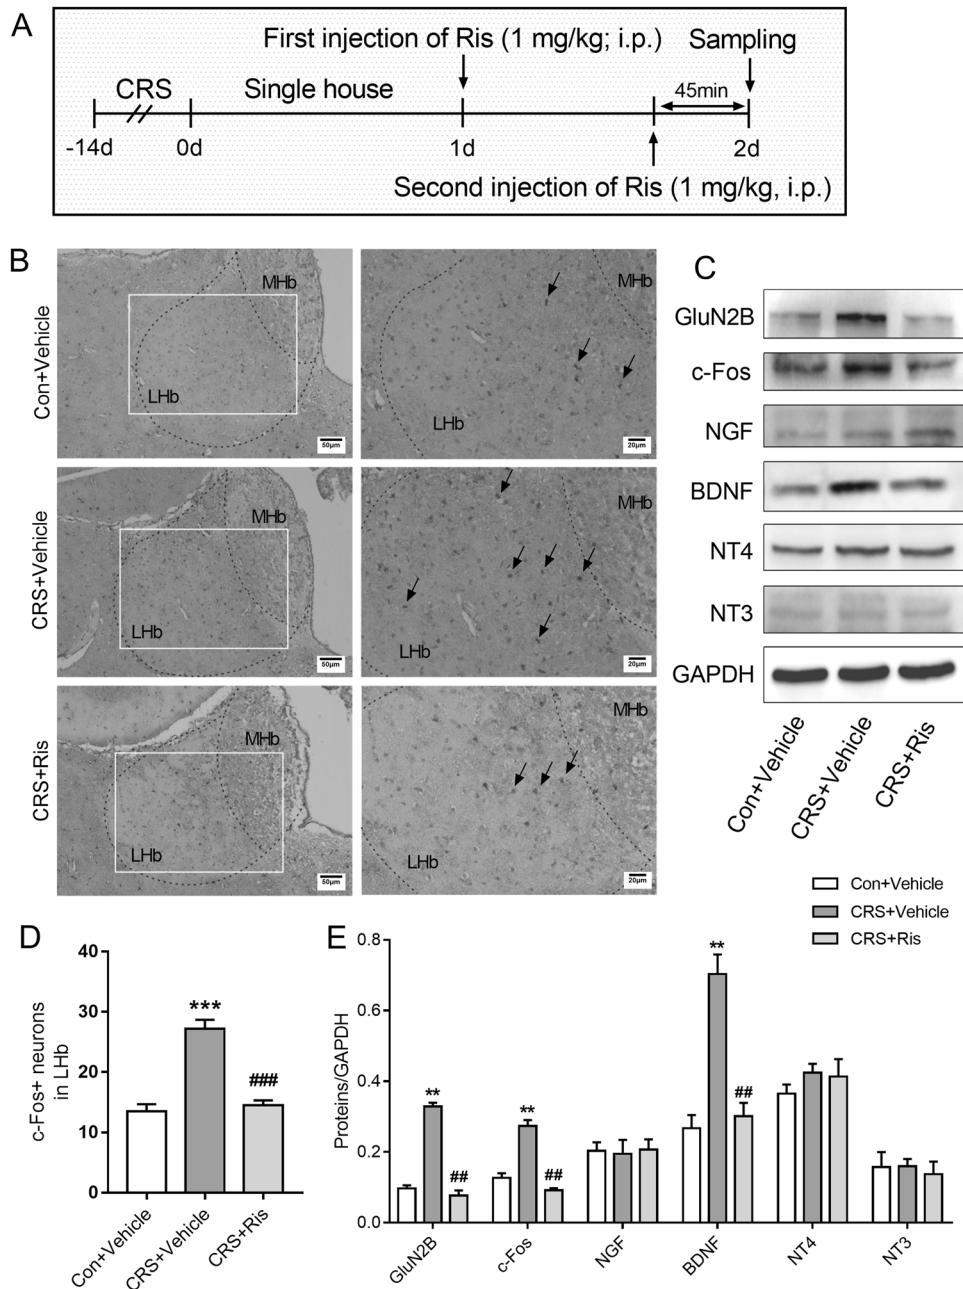 A
First injection of Ris (1 mg/kg; i.p.)
Sampling
CRS
Single house
45min
-14d
0d
1d
2d
Second injection of Ris (1 mg/kg, i.p.)
B
Con+Vehicle
MHb
LHb
50μm
MHb
LHb
20μm
CRS+Vehicle
MHb
LHb
50μm
MHb
LHb
20μm
CRS+Ris
MHb
LHb
50μm
MHb
LHb
20μm
C
GluN2B
c-Fos
NGF
BDNF
NT4
NT3
GAPDH
Con+Vehicle
CRS+Vehicle
CRS+Ris
D
c-Fos+ neurons
in LHb
40
30
20
10
0
***
###
Con+Vehicle
CRS+Vehicle
CRS+Ris
E
Con+Vehicle
CRS+Vehicle
CRS+Ris
Proteins/GAPDH
0.8
0.6
0.4
0.2
0.0
**
##
**
##
**
##
GluN2B
c-Fos
NGF
BDNF
NT4
NT3